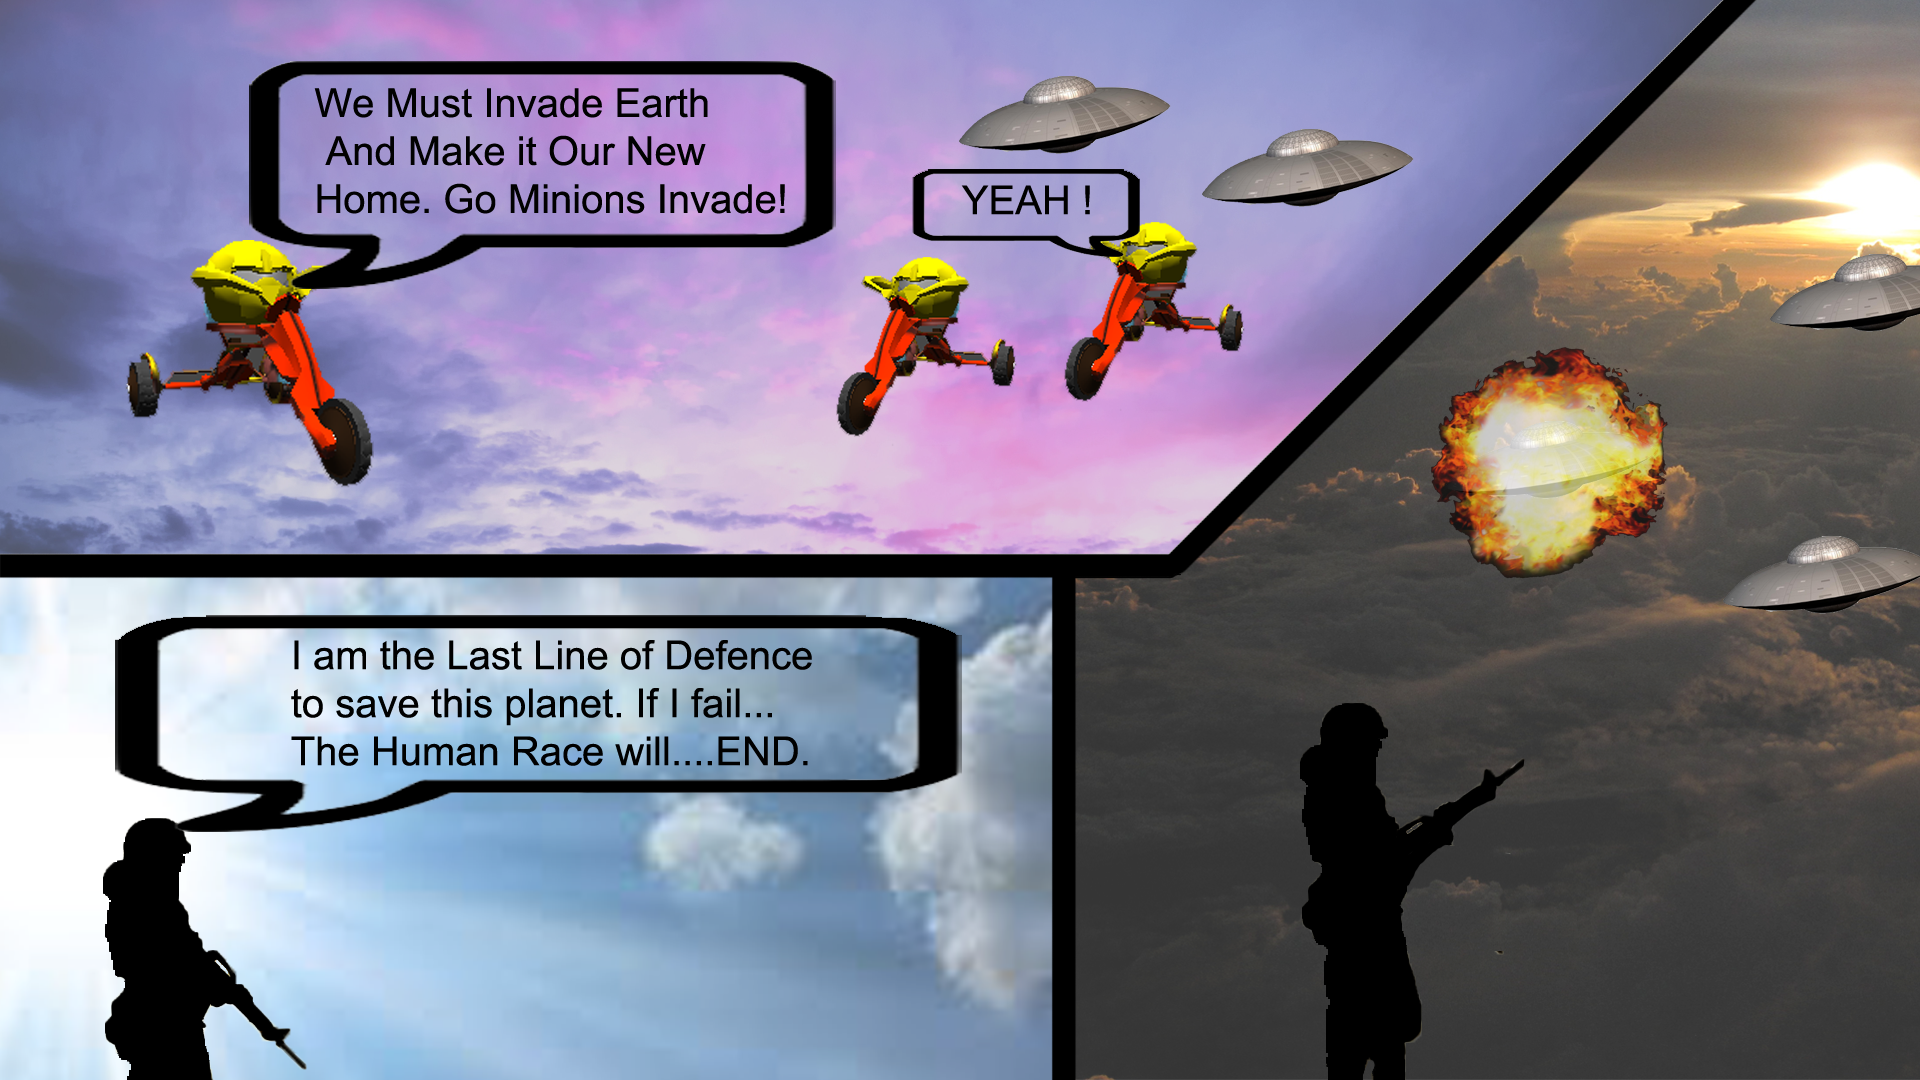 We Must Invade Earth
And Make it Our New
Home. Go Minions Invade!
YEAH !
I am the Last Line of Defence
to save this planet. If I fail...
The Human Race will....END.